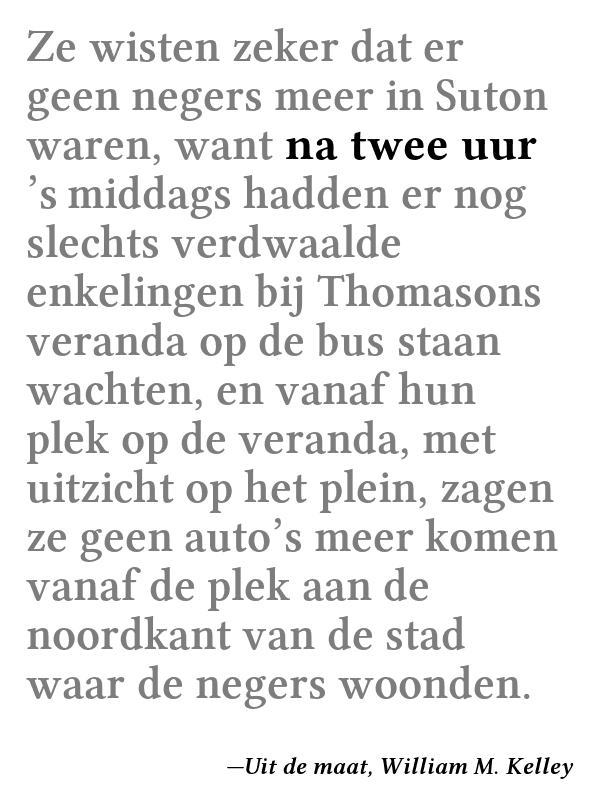 Ze wisten zeker dat er
geen negers meer in Suton
waren, want na twee uur
’s middags hadden er nog
slechts verdwaalde
enkelingen bij Thomasons
veranda op de bus staan
wachten, en vanaf hun
plek op de veranda, met
uitzicht op het plein, zagen
ze geen auto’s meer komen
vanaf de plek aan de
noordkant van de stad
waar de negers woonden.
—Uit de maat, William M. Kelley